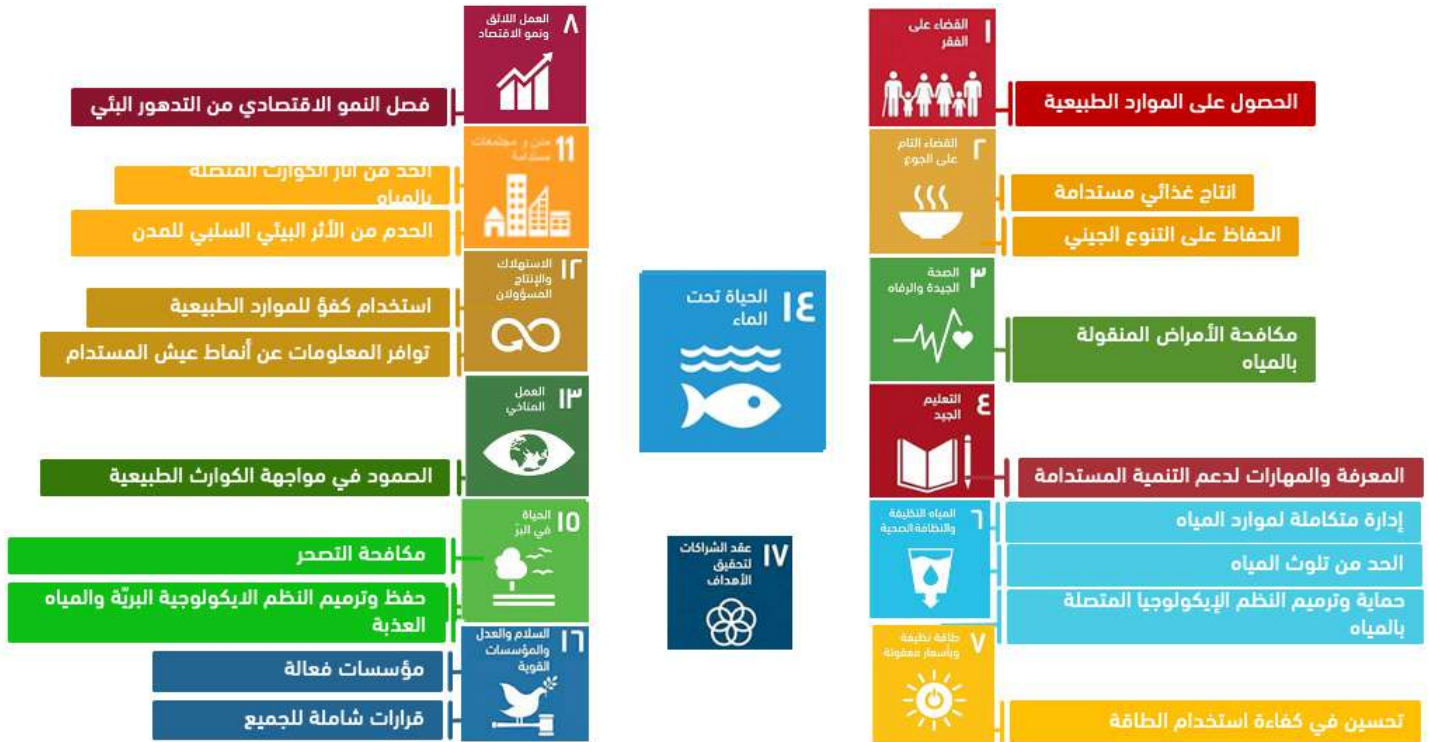 ١ القضاء على
الفقر
الحصول على الموارد الطبيعية
٢ القضاء التام
على الجوع
انتاج غذائي مستدامة
الحفاظ على التنوع الجيني
٣ الصحة
الجيدة والرفاه
مكافحة الأمراض المنقولة
بالمياه
٤ التعليم
الجيد
المعرفة والمهارات لدعم التنمية المستدامة
٦ المياه النظيفة
والنظافة الصحية
إدارة متكاملة لموارد المياه
الحد من تلوث المياه
حماية وترميم النظم الإيكولوجيا المتصلة
بالمياه
٧ طاقة نظيفة
وبأسعار معقولة
تحسين في كفاءة استخدام الطاقة
١٤ الحياة تحت
الماء
١٧ عقد الشراكات
لتحقيق
الأهداف
٨ العمل اللائق
ونمو الاقتصاد
فصل النمو الاقتصادي من التدهور البئي
11 مدن و مجتمعات
مستدامة
الحد من آثار الكوارث المتصلة
بالمياه
الحدم من الأثر البيئي السلبي للمدن
١٢ الاستهلاك
والإنتاج
المسؤولان
استخدام كفؤ للموارد الطبيعية
توافر المعلومات عن أنماط عيش المستدام
١٣ العمل
المناخي
الصمود في مواجهة الكوارث الطبيعية
١٥ الحياة
في البرّ
مكافحة التصحر
حفظ وترميم النظم الايكولوجية البريّة والمياه
العذبة
١٦ السلام والعدل
والمؤسسات
القوية
مؤسسات فعالة
قرارات شاملة للجميع